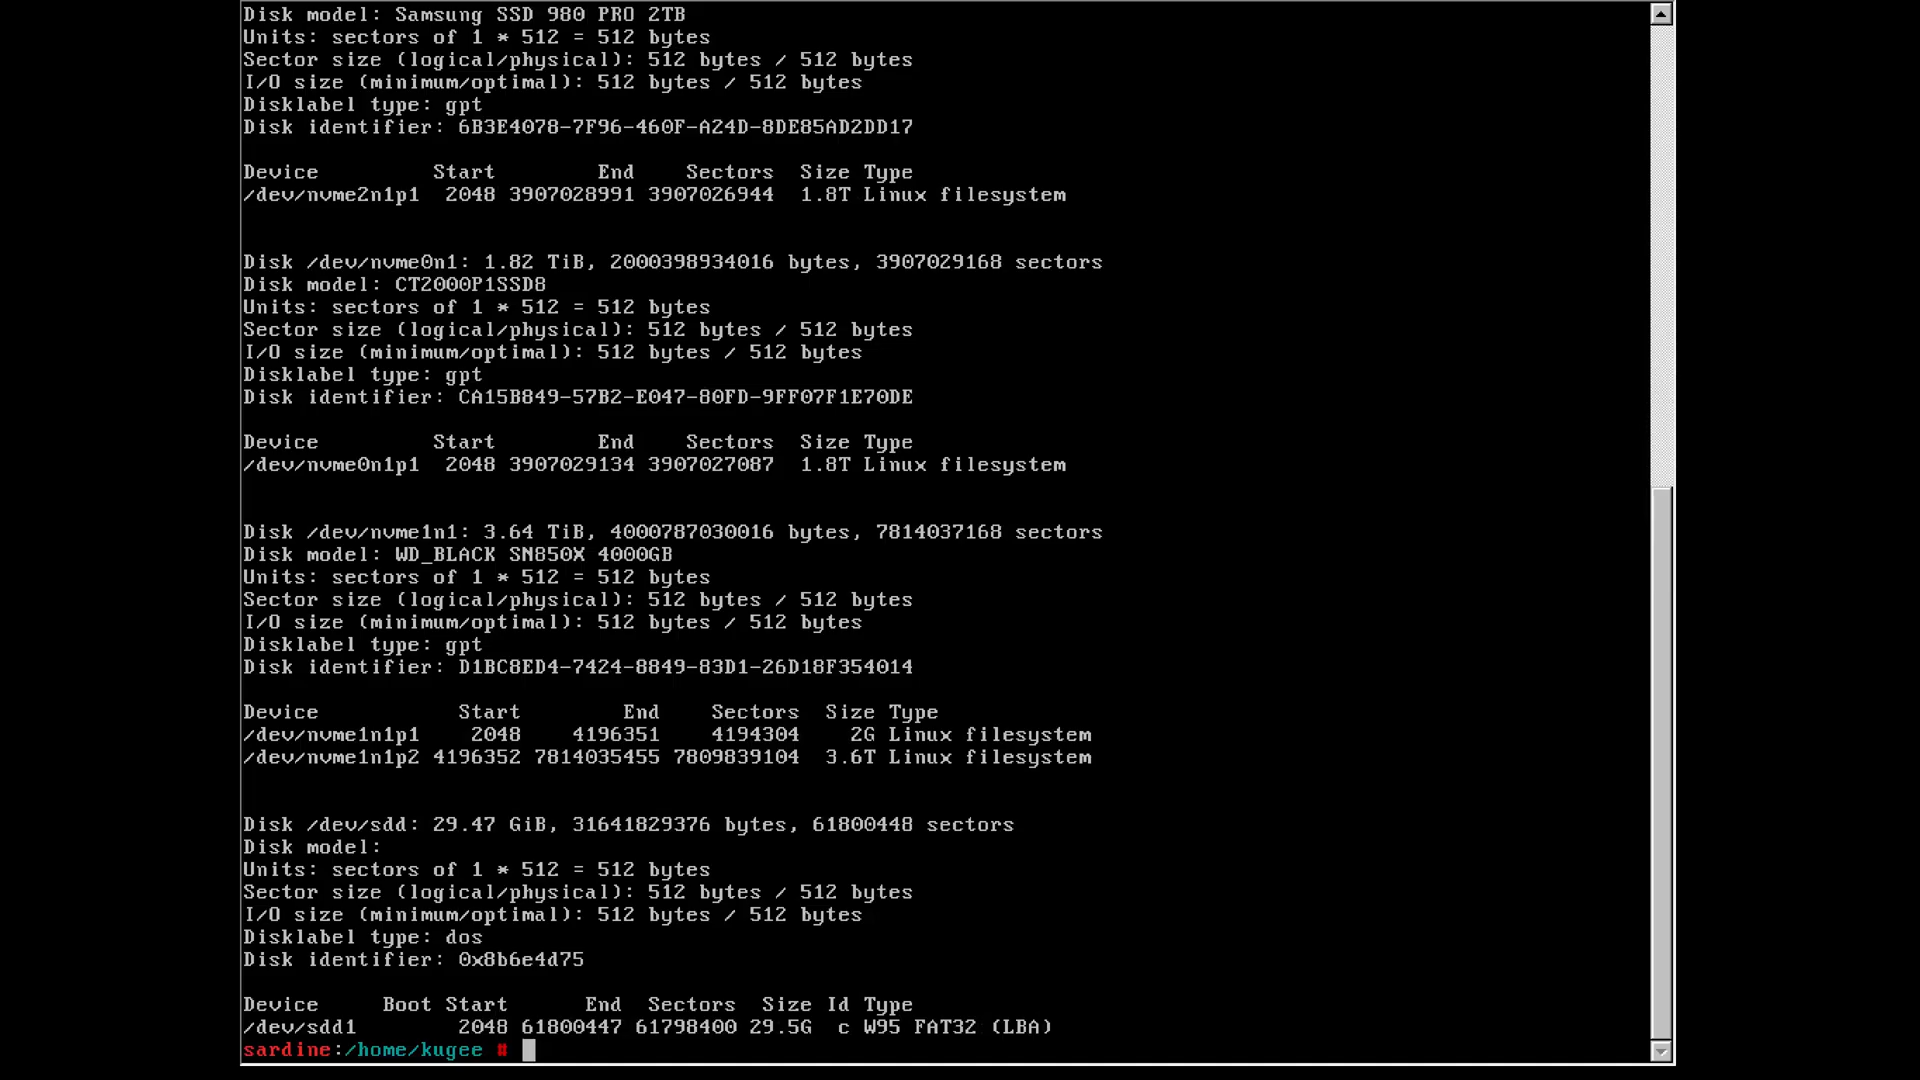 Disk model: Samsung SSD 980 PRO 2TB
Units: sectors of 1 * 512 = 512 bytes
Sector size (logical/physical): 512 bytes / 512 bytes
I/O size (minimum/optimal): 512 bytes / 512 bytes
Disklabel type: gpt
Disk identifier: 6B3E4078-7F96-460F-A24D-8DE85AD2DD17
Device         Start        End    Sectors  Size Type
/dev/nvme2n1p1  2048 3907028991 3907026944  1.8T Linux filesystem
Disk /dev/nvme0n1: 1.82 TiB, 2000398934016 bytes, 3907029168 sectors
Disk model: CT2000P1SSD8
Units: sectors of 1 * 512 = 512 bytes
Sector size (logical/physical): 512 bytes / 512 bytes
I/O size (minimum/optimal): 512 bytes / 512 bytes
Disklabel type: gpt
Disk identifier: CA15B849-57B2-E047-80FD-9FF07F1E70DE
Device         Start        End    Sectors  Size Type
/dev/nvme0n1p1  2048 3907029134 3907027087  1.8T Linux filesystem
Disk /dev/nvme1n1: 3.64 TiB, 4000787030016 bytes, 7814037168 sectors
Disk model: WD_BLACK SN850X 4000GB
Units: sectors of 1 * 512 = 512 bytes
Sector size (logical/physical): 512 bytes / 512 bytes
I/O size (minimum/optimal): 512 bytes / 512 bytes
Disklabel type: gpt
Disk identifier: D1BC8ED4-7424-8849-83D1-26D18F354014
Device           Start        End    Sectors  Size Type
/dev/nvme1n1p1    2048    4196351    4194304    2G Linux filesystem
/dev/nvme1n1p2 4196352 7814035455 7809839104  3.6T Linux filesystem
Disk /dev/sdd: 29.47 GiB, 31641829376 bytes, 61800448 sectors
Disk model:
Units: sectors of 1 * 512 = 512 bytes
Sector size (logical/physical): 512 bytes / 512 bytes
I/O size (minimum/optimal): 512 bytes / 512 bytes
Disklabel type: dos
Disk identifier: 0x8b6e4d75
Device     Boot Start      End  Sectors  Size Id Type
/dev/sdd1        2048 61800447 61798400 29.5G  c W95 FAT32 (LBA)
sardine:/home/kugee #